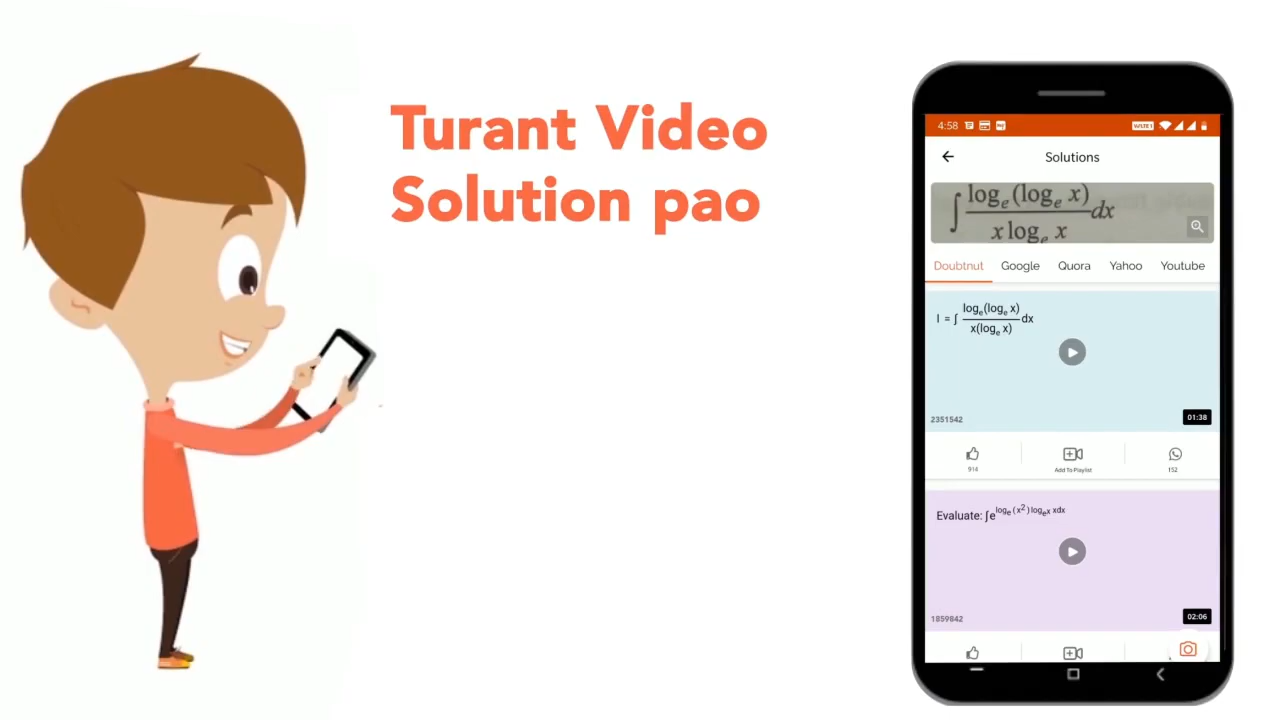 Turant Video
Solution pao
4:58
Solutions
∫ logₑ(logₑ x) / x logₑ x dx
Doubtnut Google Quora Yahoo Youtube
I = ∫ logₑ(logₑ x) / x(logₑ x) dx
2351542 01:38
914 Add To Playlist 152
Evaluate: ∫e^logₑ(x²)logₑx xdx
1859842 02:06